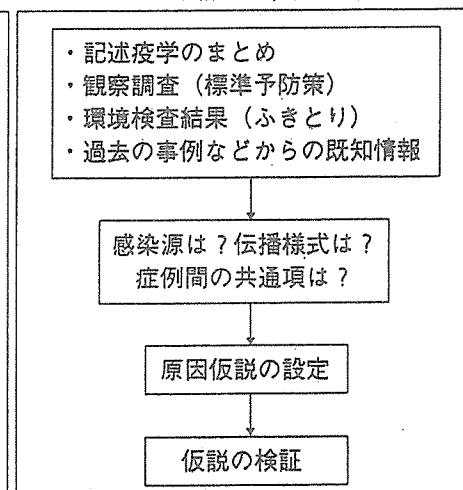 ・記述疫学のまとめ
・観察調査（標準予防策）
・環境検査結果（ふきとり）
・過去の事例などからの既知情報
感染源は？伝播様式は？
症例間の共通項は？
原因仮説の設定
仮説の検証